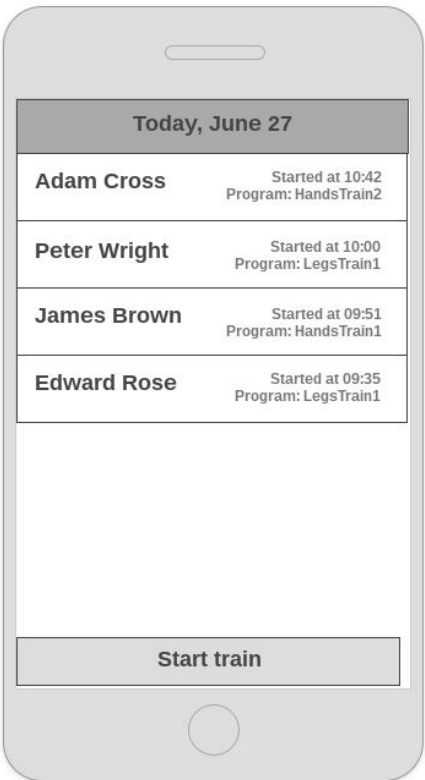 Today, June 27
Adam Cross
Started at 10:42
Program: HandsTrain2
Peter Wright
Started at 10:00
Program: LegsTrain1
James Brown
Started at 09:51
Program: HandsTrain1
Edward Rose
Started at 09:35
Program: LegsTrain1
Start train